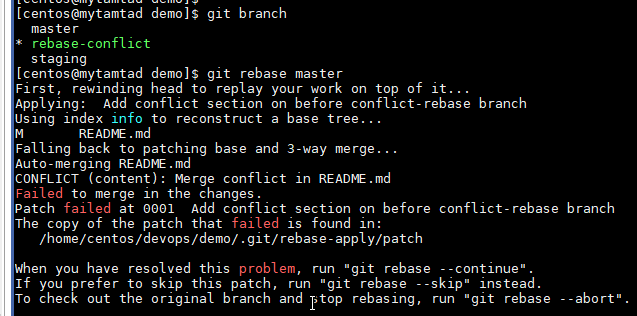 [centos@mytamtad demo]$ git branch
master
* rebase-conflict
staging
[centos@mytamtad demo]$ git rebase master
First, rewinding head to replay your work on top of it...
Applying: Add conflict section on before conflict-rebase branch
Using index info to reconstruct a base tree...
M README.md
Falling back to patching base and 3-way merge...
Auto-merging README.md
CONFLICT (content): Merge conflict in README.md
Failed to merge in the changes.
Patch failed at 0001 Add conflict section on before conflict-rebase branch
The copy of the patch that failed is found in:
/home/centos/devops/demo/.git/rebase-apply/patch
When you have resolved this problem, run "git rebase --continue".
If you prefer to skip this patch, run "git rebase --skip" instead.
To check out the original branch and stop rebasing, run "git rebase --abort".